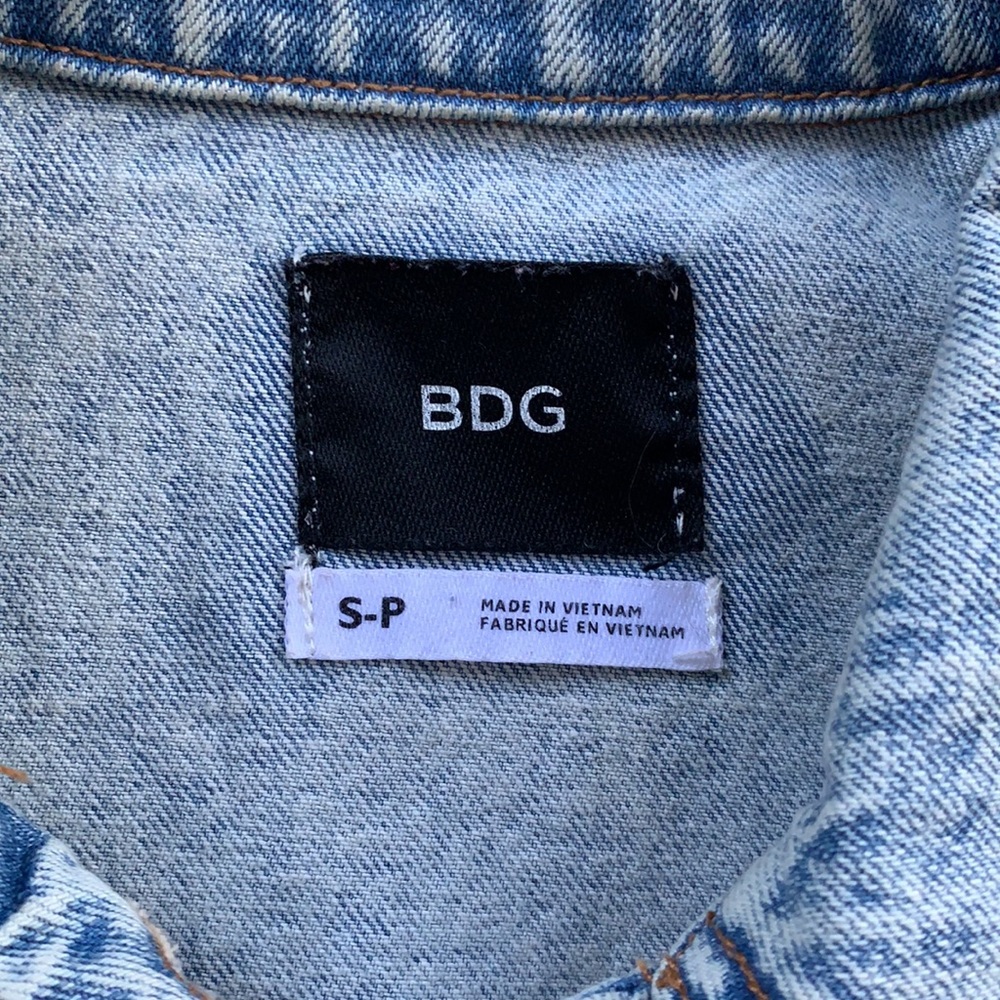 BDG
S-P
MADE IN VIETNAM
FABRIQUÉ EN VIETNAM